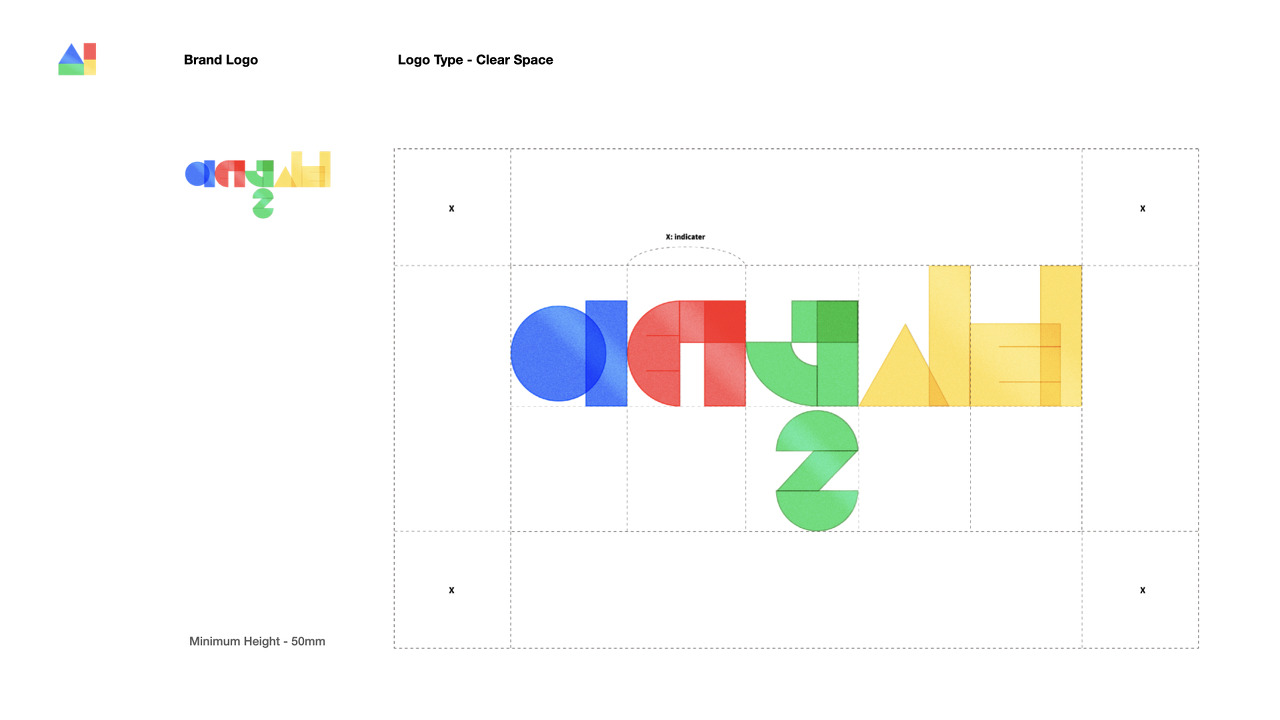 Brand Logo
Logo Type - Clear Space
X
X
X: indicater
X
X
Minimum Height - 50mm